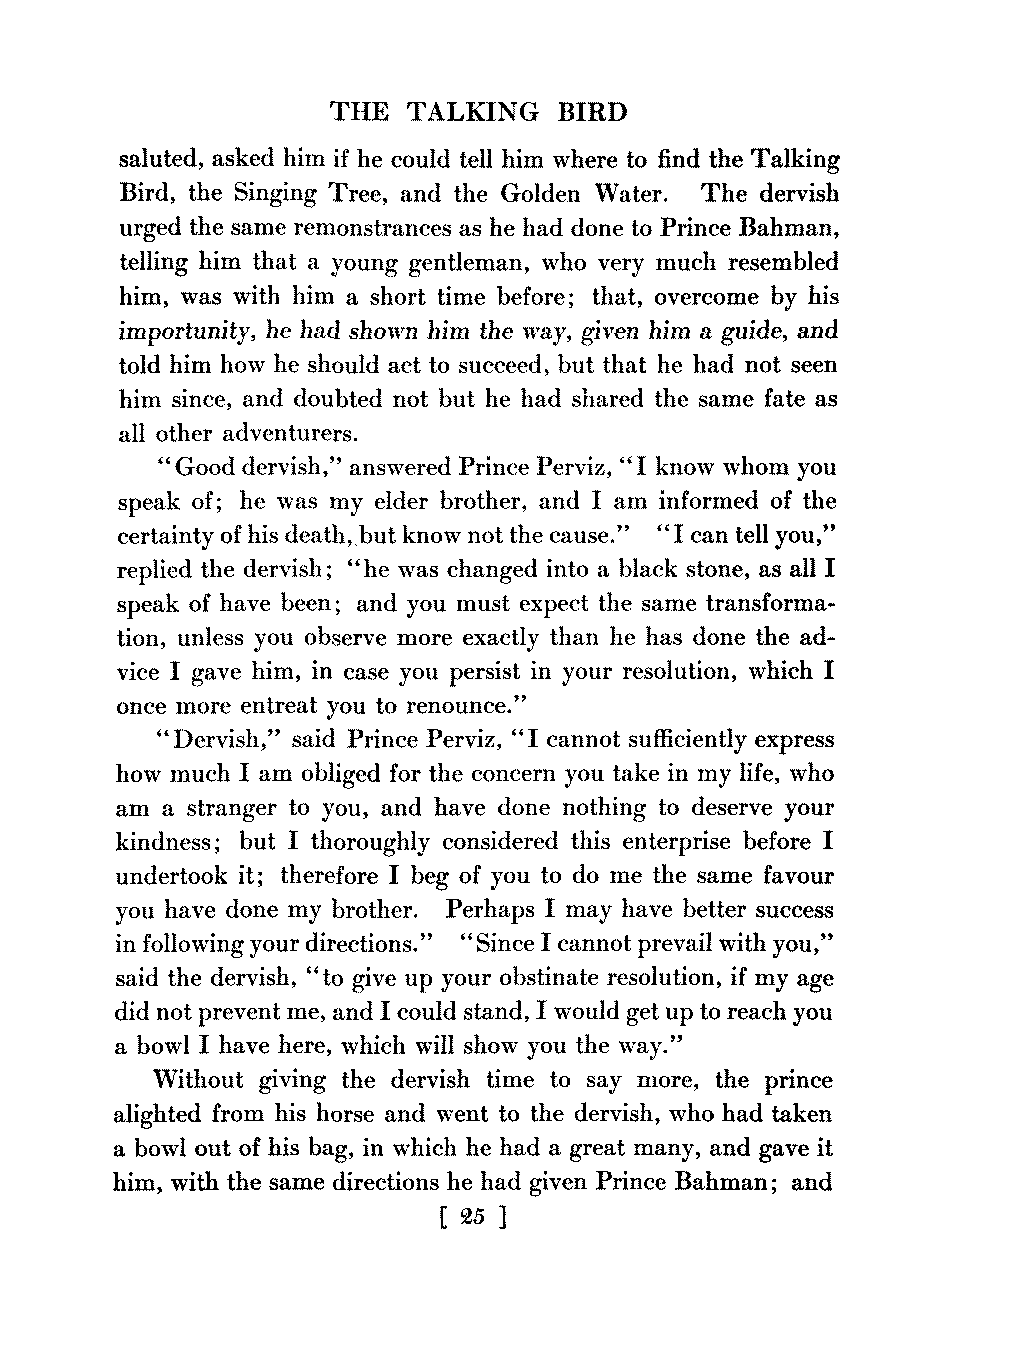 THE TALKING BIRD
saluted, asked him if he could tell him where to find the Talking
Bird, the Singing Tree, and the Golden Water. The dervish
urged the same remonstrances as he had done to Prince Bahman,
telling him that a young gentleman, who very much resembled
him, was with him a short time before; that, overcome by his
importunity, he had shown him the way, given him a guide, and
told him how he should act to succeed, but that he had not seen
him since, and doubted not but he had shared the same fate as
all other adventurers.
“Good dervish,” answered Prince Perviz, “I know whom you
speak of; he was my elder brother, and I am informed of the
certainty of his death, but know not the cause.” “I can tell you,”
replied the dervish; “he was changed into a black stone, as all I
speak of have been; and you must expect the same transforma-
tion, unless you observe more exactly than he has done the ad-
vice I gave him, in case you persist in your resolution, which I
once more entreat you to renounce.”
“Dervish,” said Prince Perviz, “I cannot sufficiently express
how much I am obliged for the concern you take in my life, who
am a stranger to you, and have done nothing to deserve your
kindness; but I thoroughly considered this enterprise before I
undertook it; therefore I beg of you to do me the same favour
you have done my brother. Perhaps I may have better success
in following your directions.” “Since I cannot prevail with you,”
said the dervish, “to give up your obstinate resolution, if my age
did not prevent me, and I could stand, I would get up to reach you
a bowl I have here, which will show you the way.”
Without giving the dervish time to say more, the prince
alighted from his horse and went to the dervish, who had taken
a bowl out of his bag, in which he had a great many, and gave it
him, with the same directions he had given Prince Bahman; and
[ 25 ]